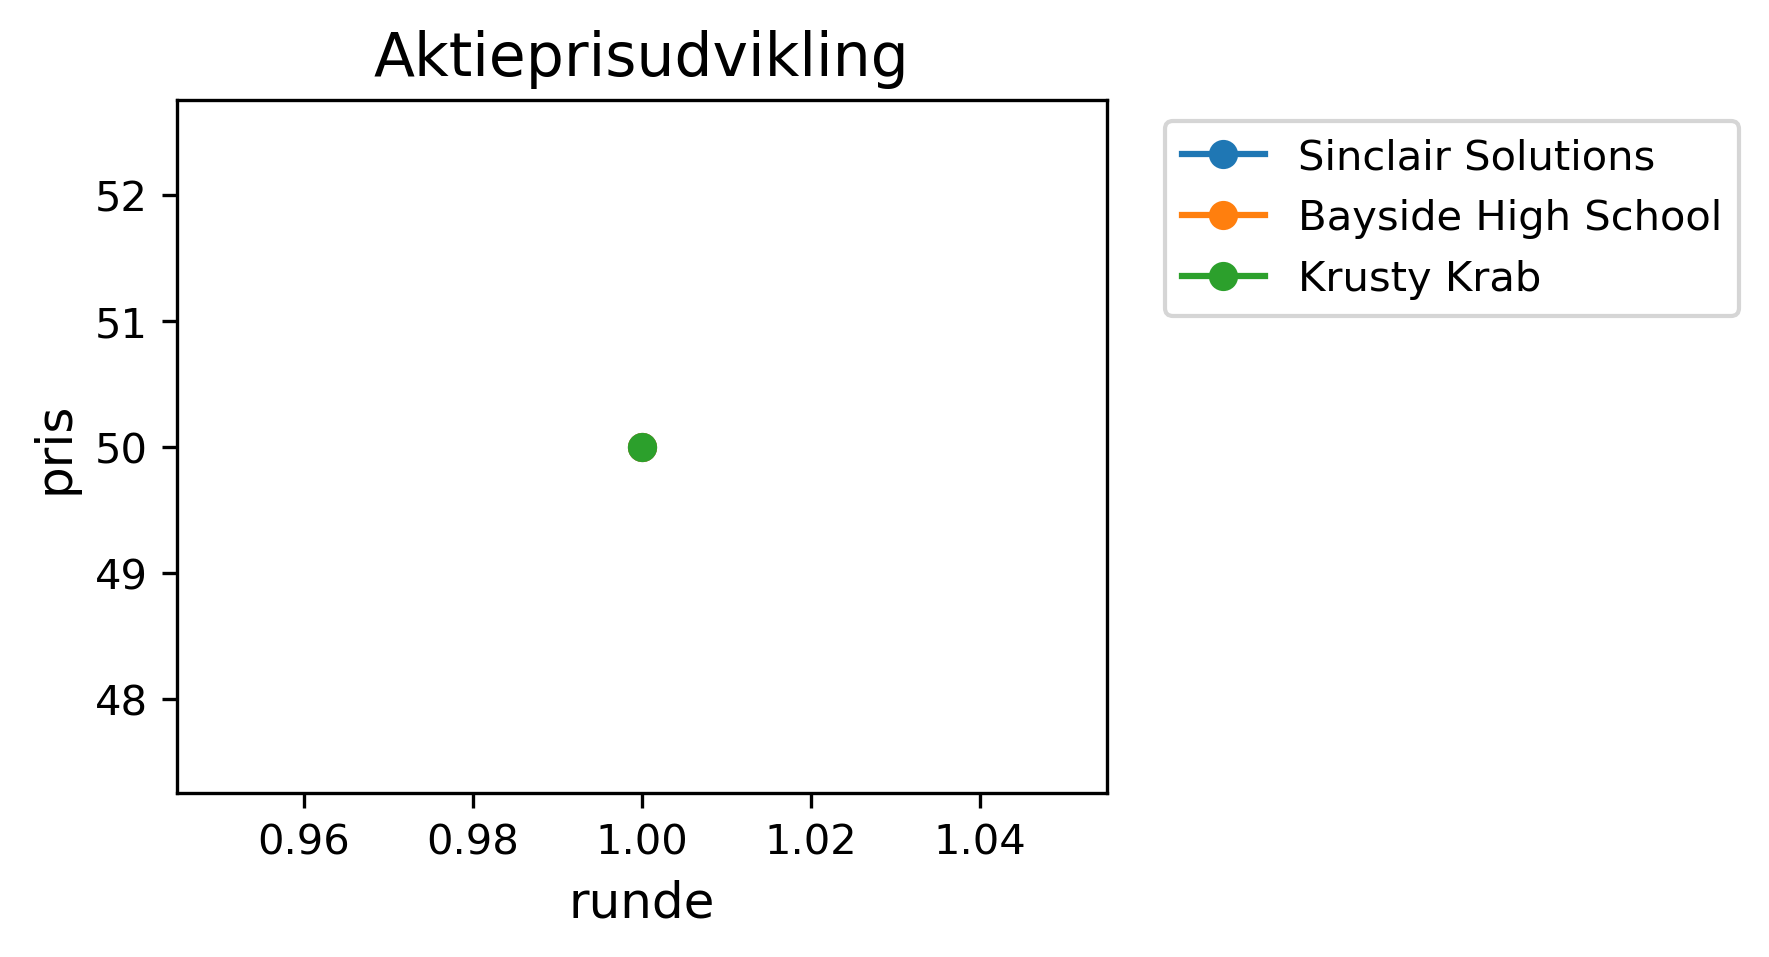 Aktieprisudvikling
Sinclair Solutions
Bayside High School
Krusty Krab
pris
52
51
50
49
48
0.96 0.98 1.00 1.02 1.04
runde